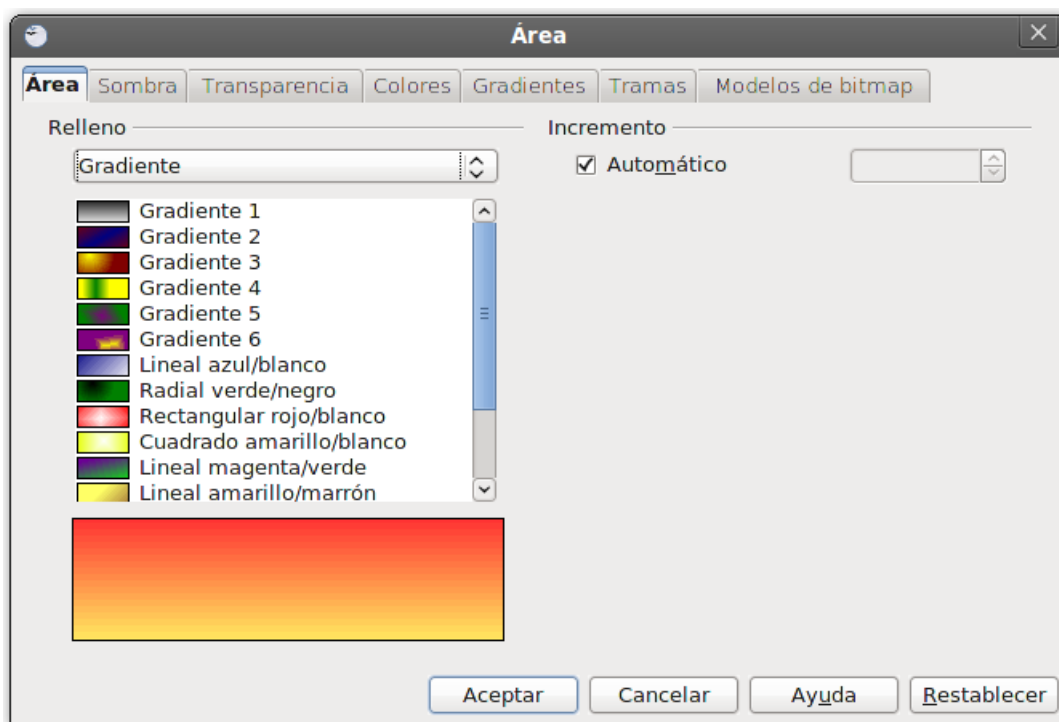 Área
Área Sombra Transparencia Colores Gradientes Tramas Modelos de bitmap
Relleno
Gradiente
Gradiente 1
Gradiente 2
Gradiente 3
Gradiente 4
Gradiente 5
Gradiente 6
Lineal azul/blanco
Radial verde/negro
Rectangular rojo/blanco
Cuadrado amarillo/blanco
Lineal magenta/verde
Lineal amarillo/marrón
Incremento
Automático
Aceptar Cancelar Ayuda Restablecer